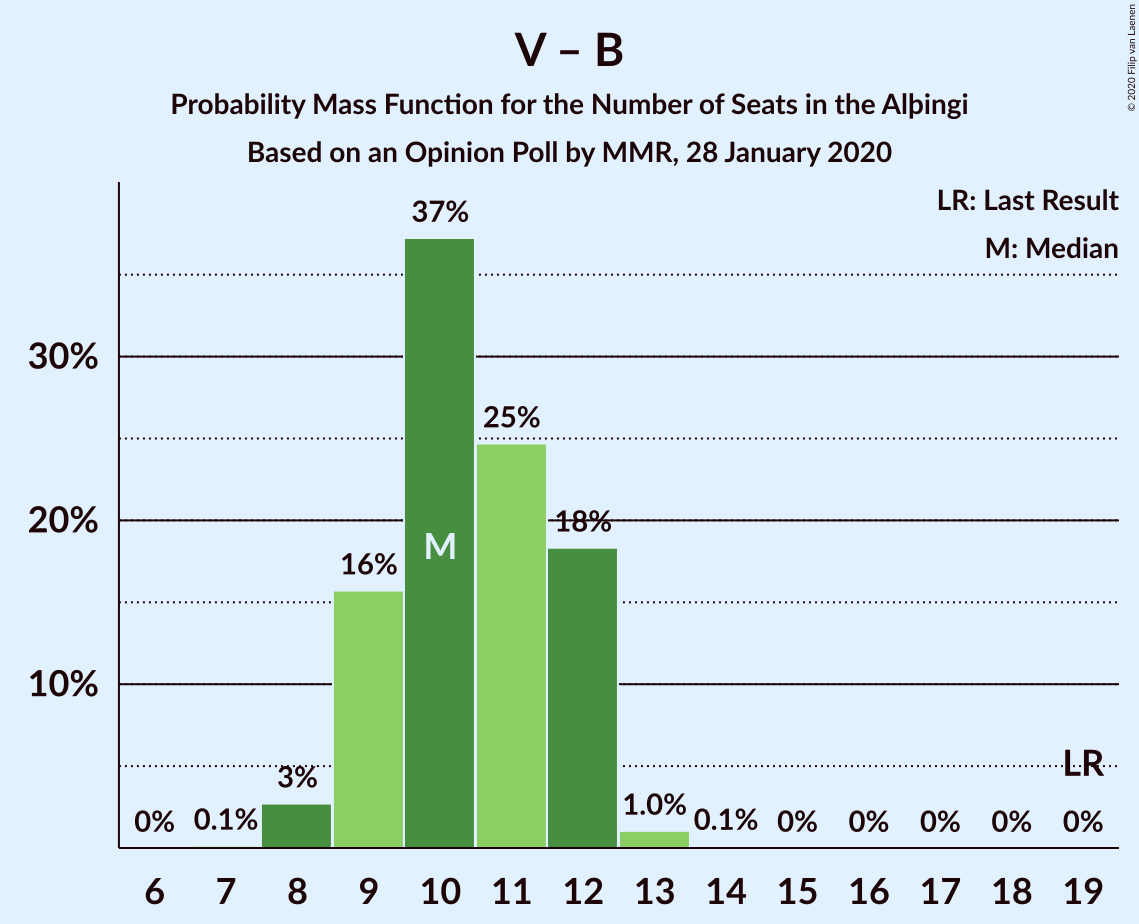 V – B
Probability Mass Function for the Number of Seats in the Alþingi
Based on an Opinion Poll by MMR, 28 January 2020
© 2020 Filip van Laenen
LR: Last Result
M: Median
37%
30%
25%
20%
18%
M
16%
10%
LR
3%
0%
0.1%
1.0%
0.1%
0%
0%
0%
0%
0%
6 7 8 9 10 11 12 13 14 15 16 17 18 19